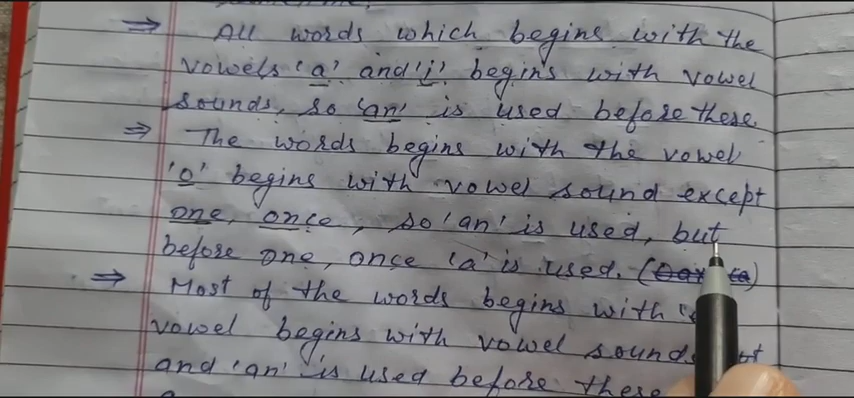 ⇒ All words which begins with the
vowels 'a' and 'i' begins with vowel
sounds, so 'an' is used before these.
⇒ The words begins with the vowel
'o' begins with vowel sound except
one, once, so 'an' is used, but
before one, once 'a' is used.
⇒ Most of the words begins with
vowel begins with vowel sound
and 'an' is used before these